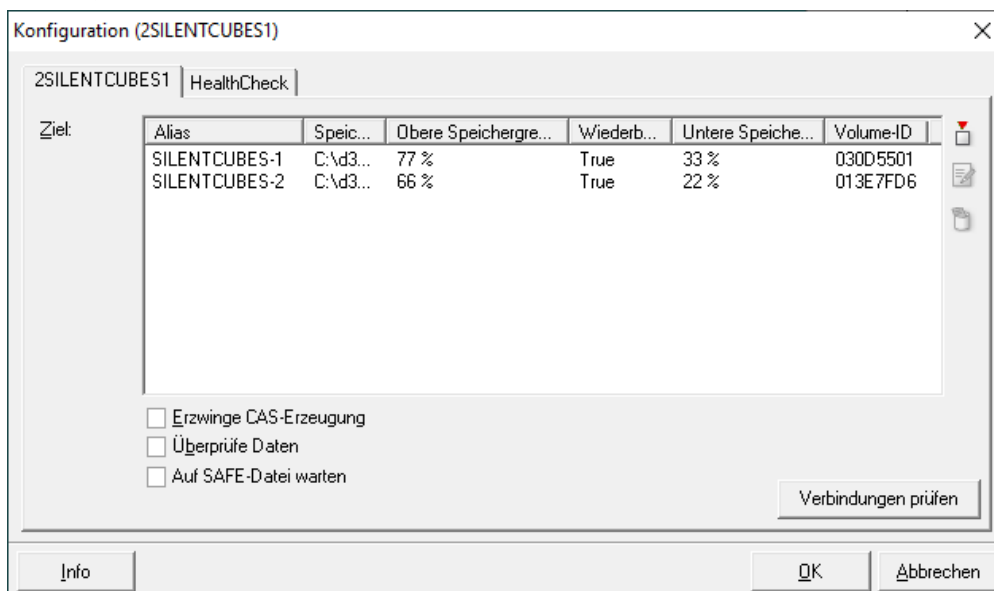 Konfiguration (2SILENTCUBES1)
2SILENTCUBES1 HealthCheck
Ziel:
Alias Speic... Obere Speichergre... Wiederb... Untere Speiche... Volume-ID
SILENTCUBES-1 C:\d3... 77 % True 33 % 030D5501
SILENTCUBES-2 C:\d3... 66 % True 22 % 013E7FD6
Erzwinge CAS-Erzeugung
Überprüfe Daten
Auf SAFE-Datei warten
Verbindungen prüfen
Info OK Abbrechen